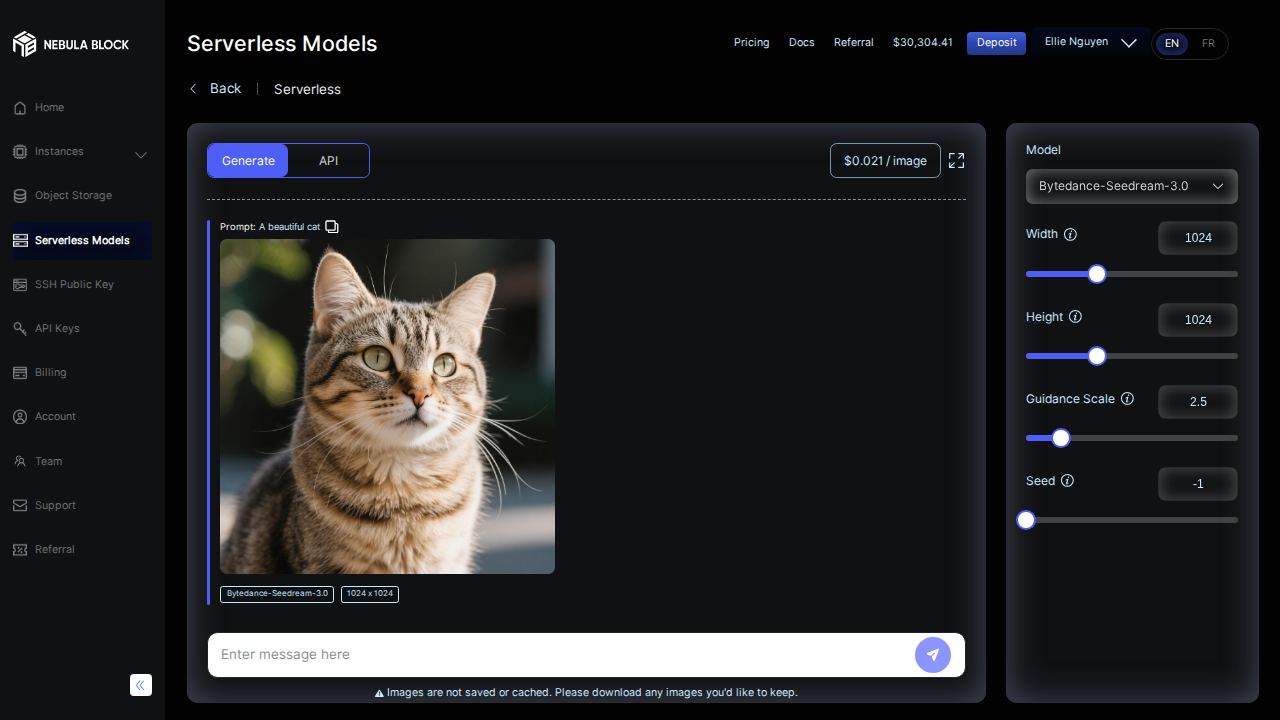 NEBULA BLOCK
Serverless Models
Pricing
Docs
Referral
$30,304.41
Deposit
Ellie Nguyen
EN
FR
Back
Serverless
Home
Instances
Object Storage
Serverless Models
SSH Public Key
API Keys
Billing
Account
Team
Support
Referral
Generate
API
$0.021 / image
Prompt: A beautiful cat
Bytedance-Seedream-3.0
1024 x 1024
Enter message here
Images are not saved or cached. Please download any images you'd like to keep.
Model
Bytedance-Seedream-3.0
Width
1024
Height
1024
Guidance Scale
2.5
Seed
-1